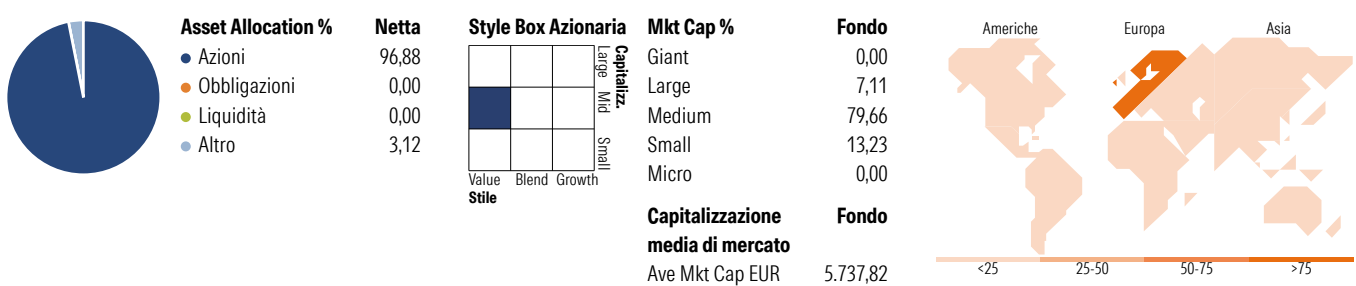 Asset Allocation % Netta
Azioni 96,88
Obbligazioni 0,00
Liquidità 0,00
Altro 3,12
Style Box Azionaria
Capitalizz.
Large Mid Small
Value Blend Growth
Stile
Mkt Cap % Fondo
Giant 0,00
Large 7,11
Medium 79,66
Small 13,23
Micro 0,00
Capitalizzazione Fondo
media di mercato
Ave Mkt Cap EUR 5.737,82
Americhe Europa Asia
<25 25-50 50-75 >75